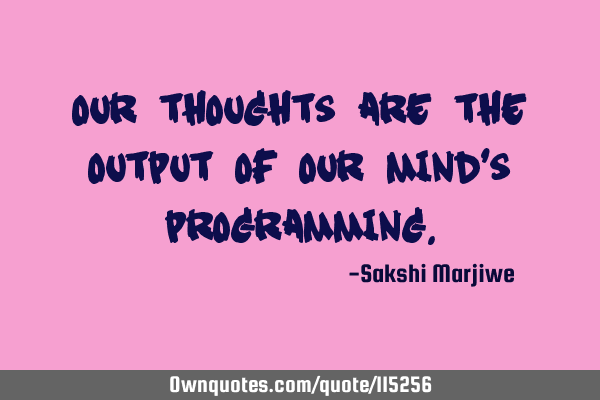 OUR THOUGHTS ARE THE
OUTPUT OF OUR MIND'S
PROGRAMMING.
-Sakshi Marjiwe
Ownquotes.com/quote/115256